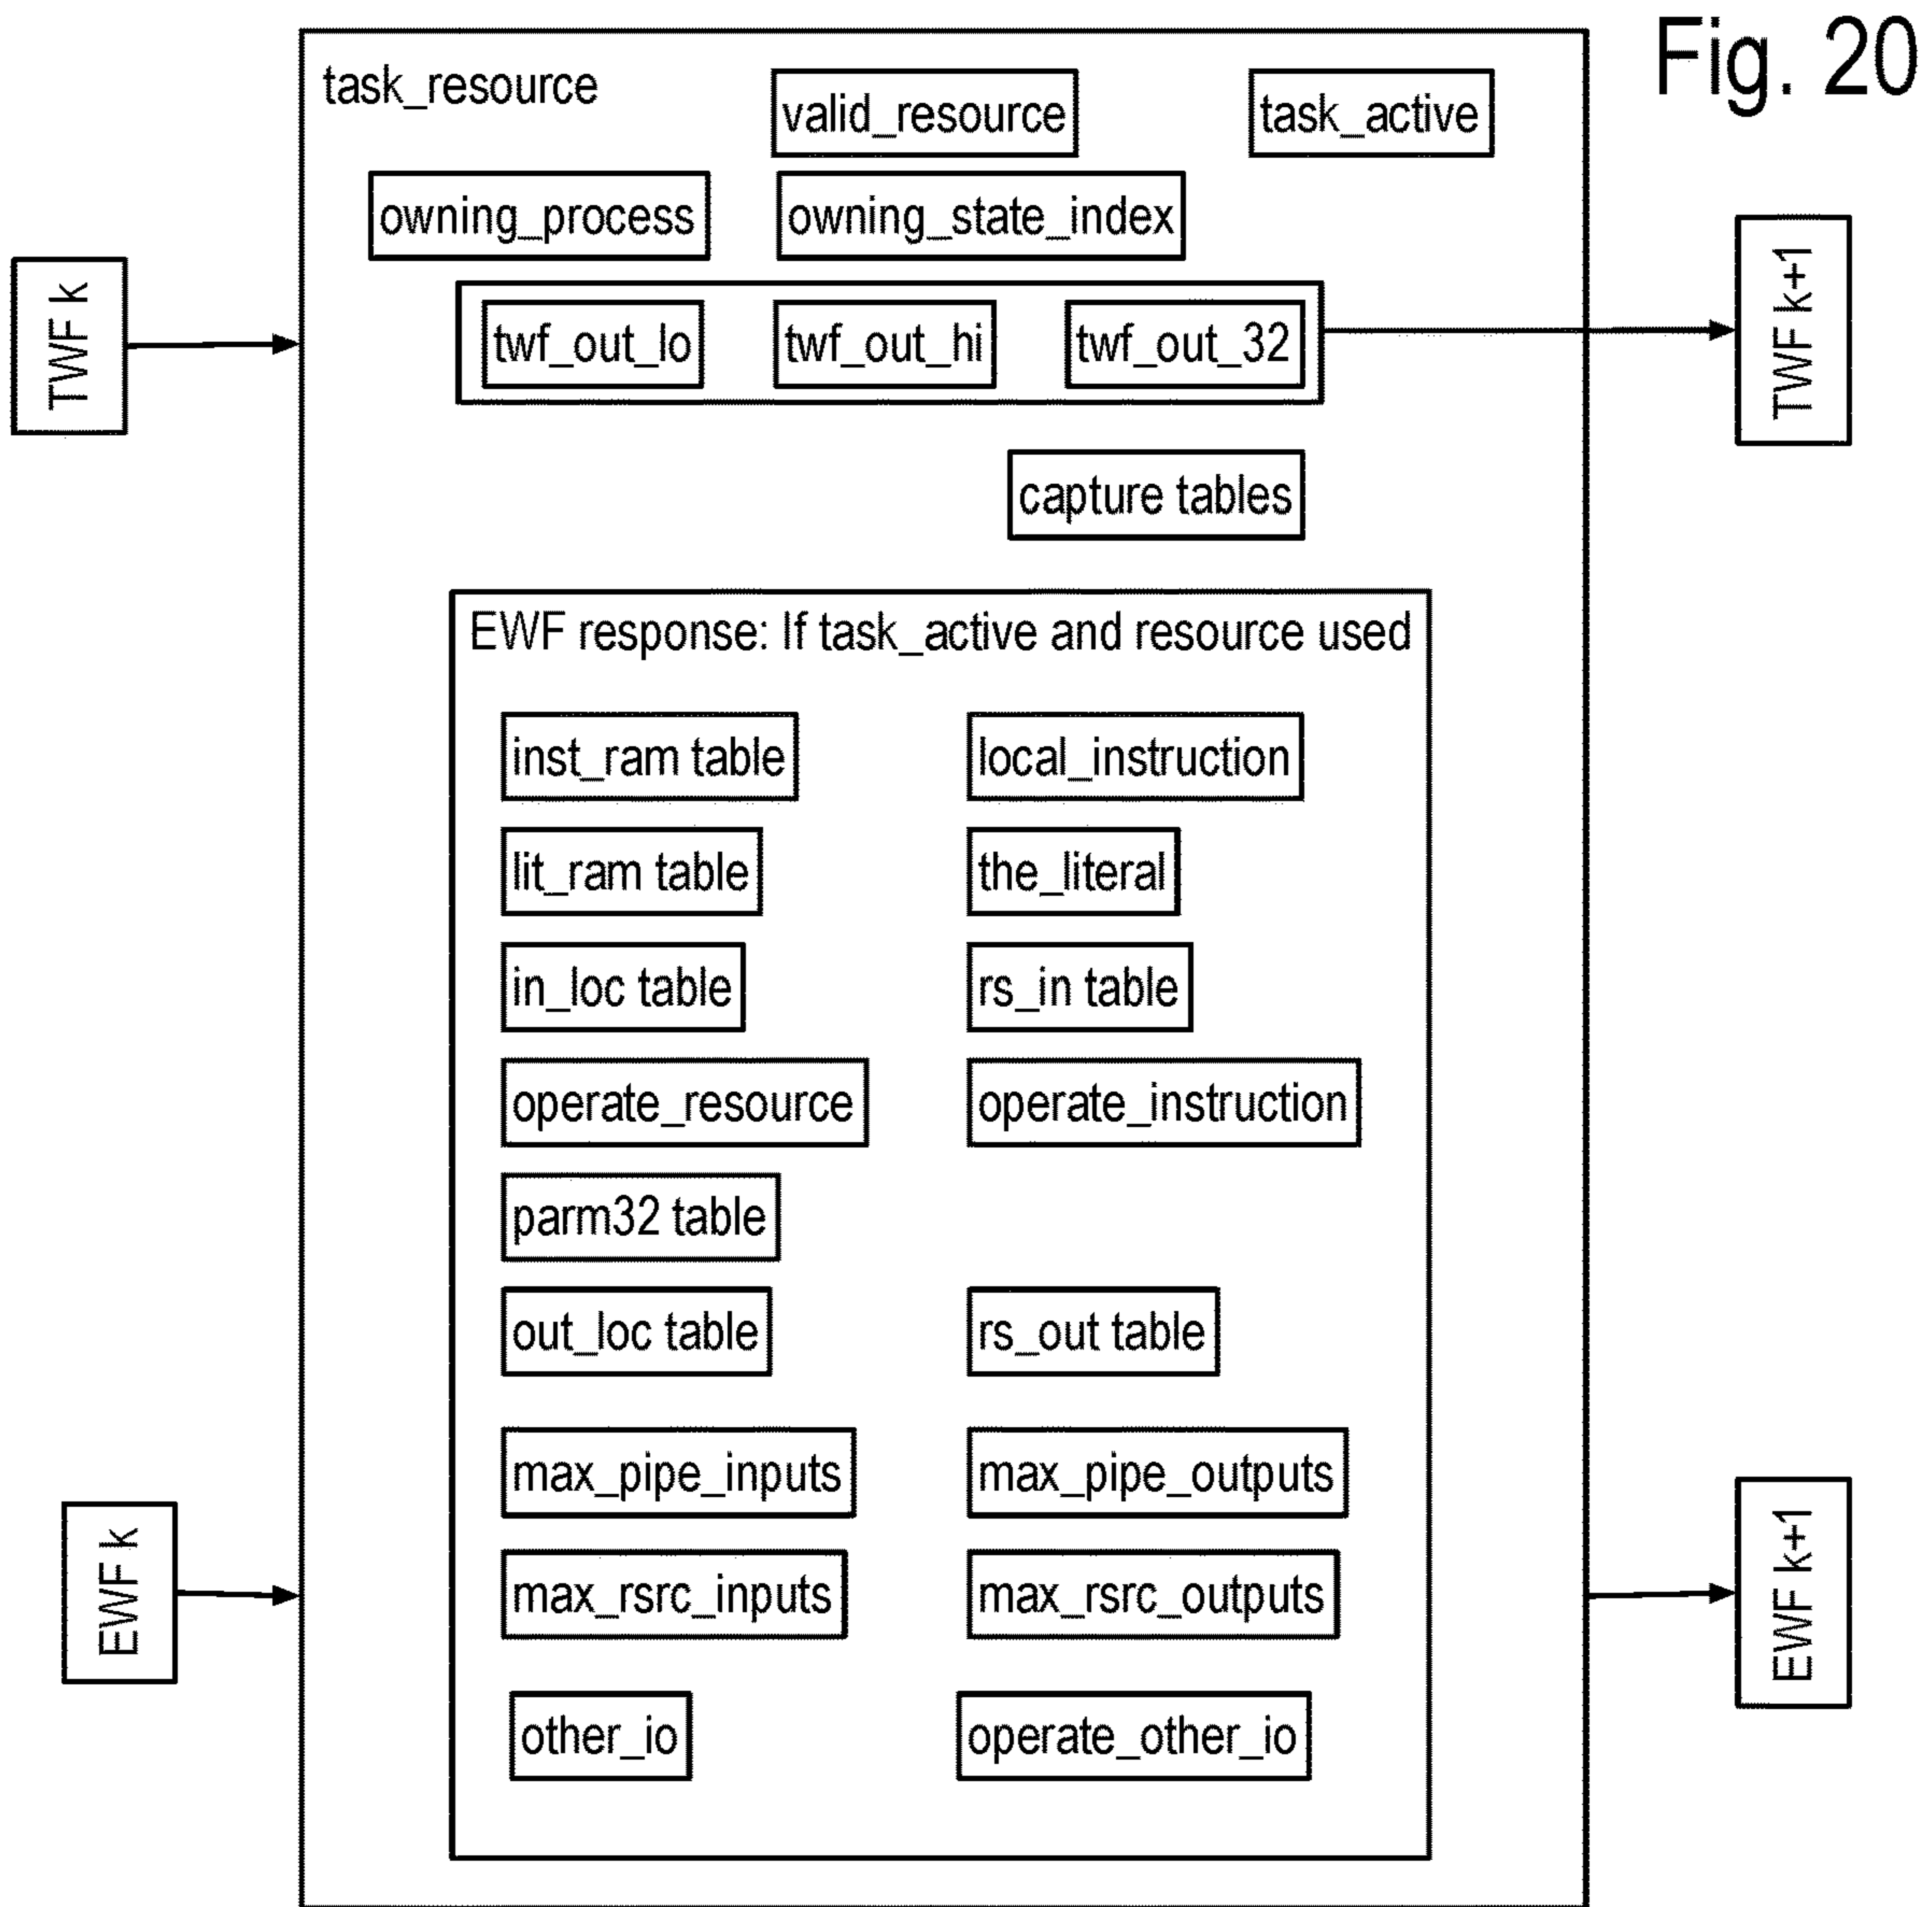 Fig. 20
task_resource
valid_resource
task_active
owning_process
owning_state_index
TWF k
twf_out_lo
twf_out_hi
twf_out_32
TWF k+1
capture tables
EWF response: If task_active and resource used
inst_ram table
local_instruction
lit_ram table
the_literal
in_loc table
rs_in table
operate_resource
operate_instruction
parm32 table
out_loc table
rs_out table
max_pipe_inputs
max_pipe_outputs
EWF k
max_rsrc_inputs
max_rsrc_outputs
EWF k+1
other_io
operate_other_io